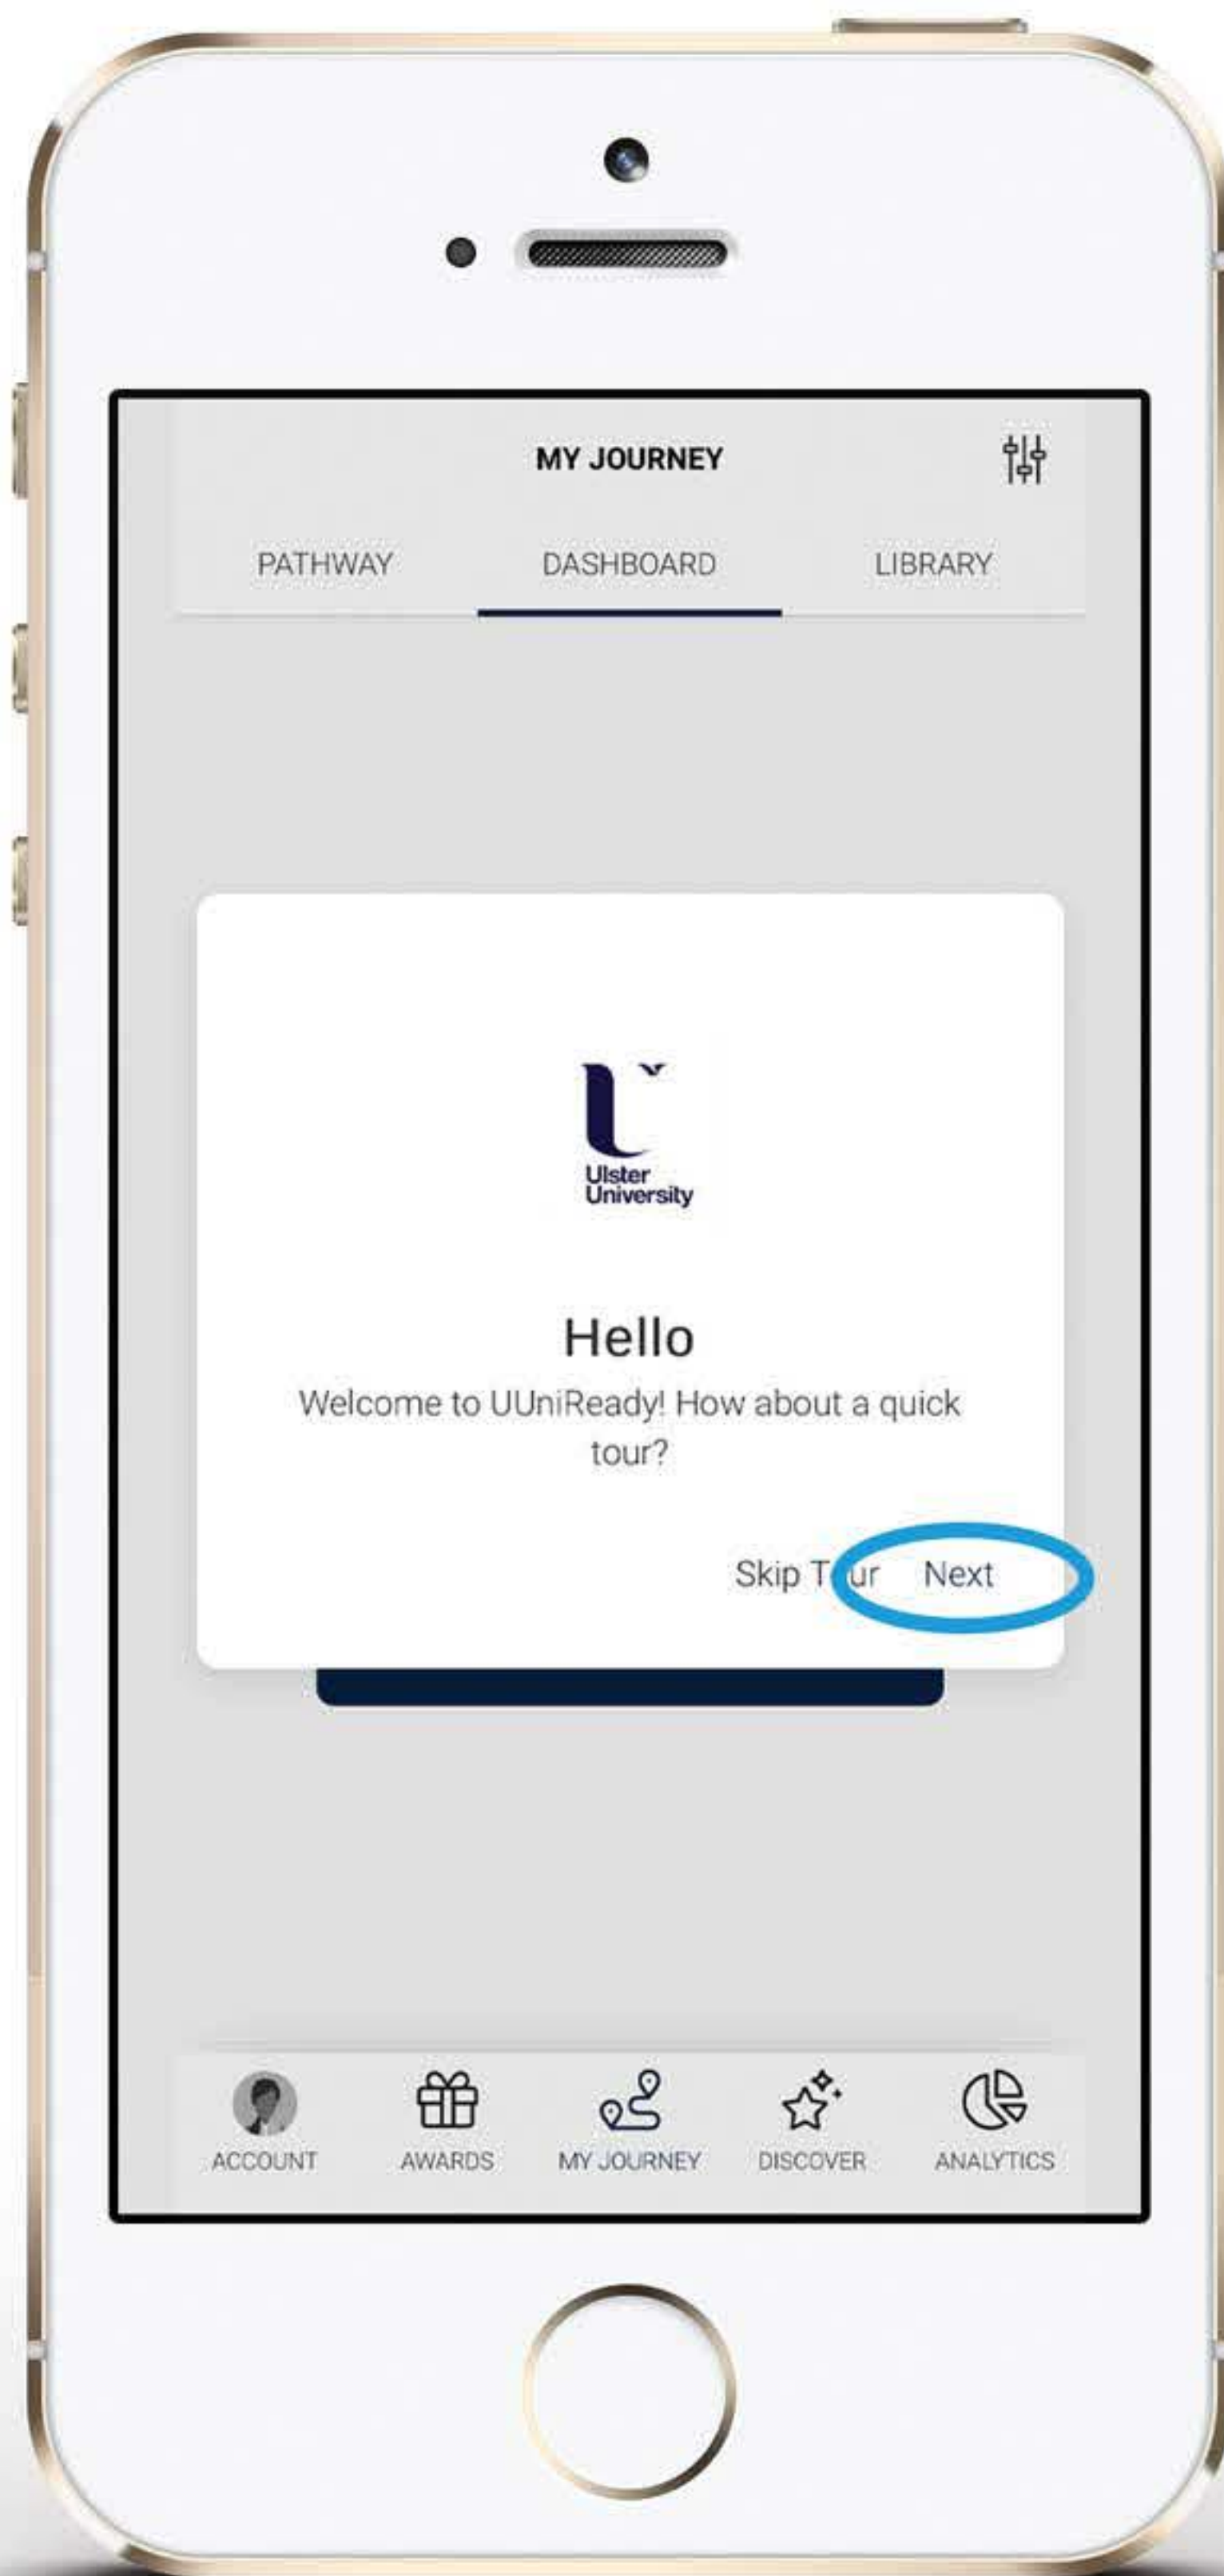 MY JOURNEY
PATHWAY DASHBOARD LIBRARY
Ulster
University
Hello
Welcome to UUniReady! How about a quick
tour?
Skip Tour Next
ACCOUNT AWARDS MY JOURNEY DISCOVER ANALYTICS